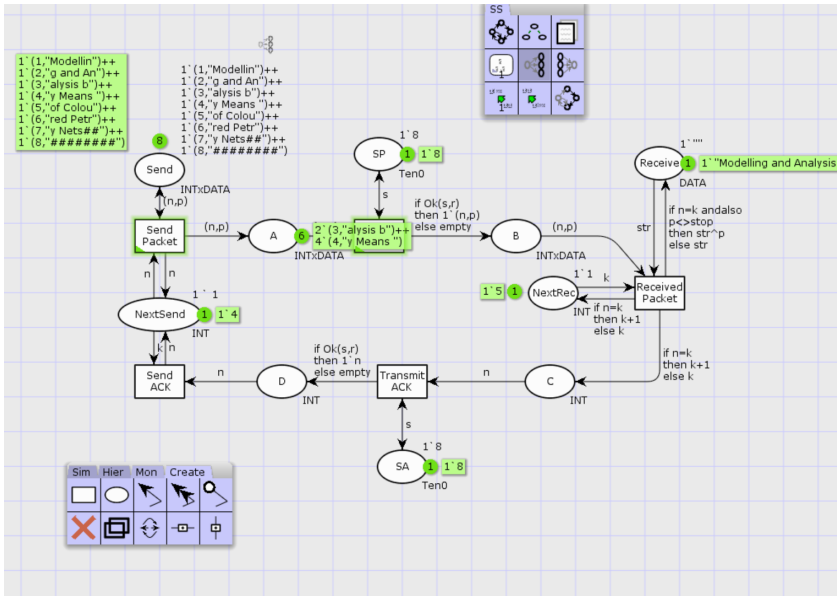 SS
1`(1,"Modellin")++
1`(2,"g and An")++
1`(3,"alysis b")++
1`(4,"y Means ")++
1`(5,"of Colou")++
1`(6,"red Petr")++
1`(7,"y Nets##")++
1`(8,"########")
1`(1,"Modellin")++
1`(2,"g and An")++
1`(3,"alysis b")++
1`(4,"y Means ")++
1`(5,"of Colou")++
1`(6,"red Petr")++
1`(7,"y Nets##")++
1`(8,"########")
8
Send
INTxDATA
(n,p)
1`8
SP
1
1`8
Ten0
s
1`""
Receive
1
1`"Modelling and Analysis
DATA
Send
Packet
(n,p)
A
6
2`(3,"alysis b")++
4`(4,"y Means ")
INTxDATA
if Ok(s,r)
then 1`(n,p)
else empty
B
INTxDATA
(n,p)
str
if n=k andalso
p<>stop
then str^p
else str
n
n
1`1
NextSend
1
1`4
INT
1`5
1
NextRec
1`1
k
INT
if n=k
then k+1
else k
Received
Packet
k
n
Send
ACK
n
D
INT
if Ok(s,r)
then 1`n
else empty
Transmit
ACK
n
C
INT
if n=k
then k+1
else k
s
1`8
SA
1
1`8
Ten0
Sim
Hier
Mon
Create